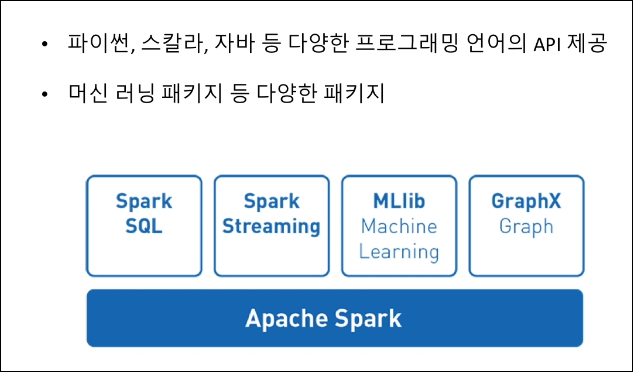 • 파이썬, 스칼라, 자바 등 다양한 프로그래밍 언어의 API 제공
• 머신 러닝 패키지 등 다양한 패키지
Spark SQL
Spark Streaming
MLlib Machine Learning
GraphX Graph
Apache Spark